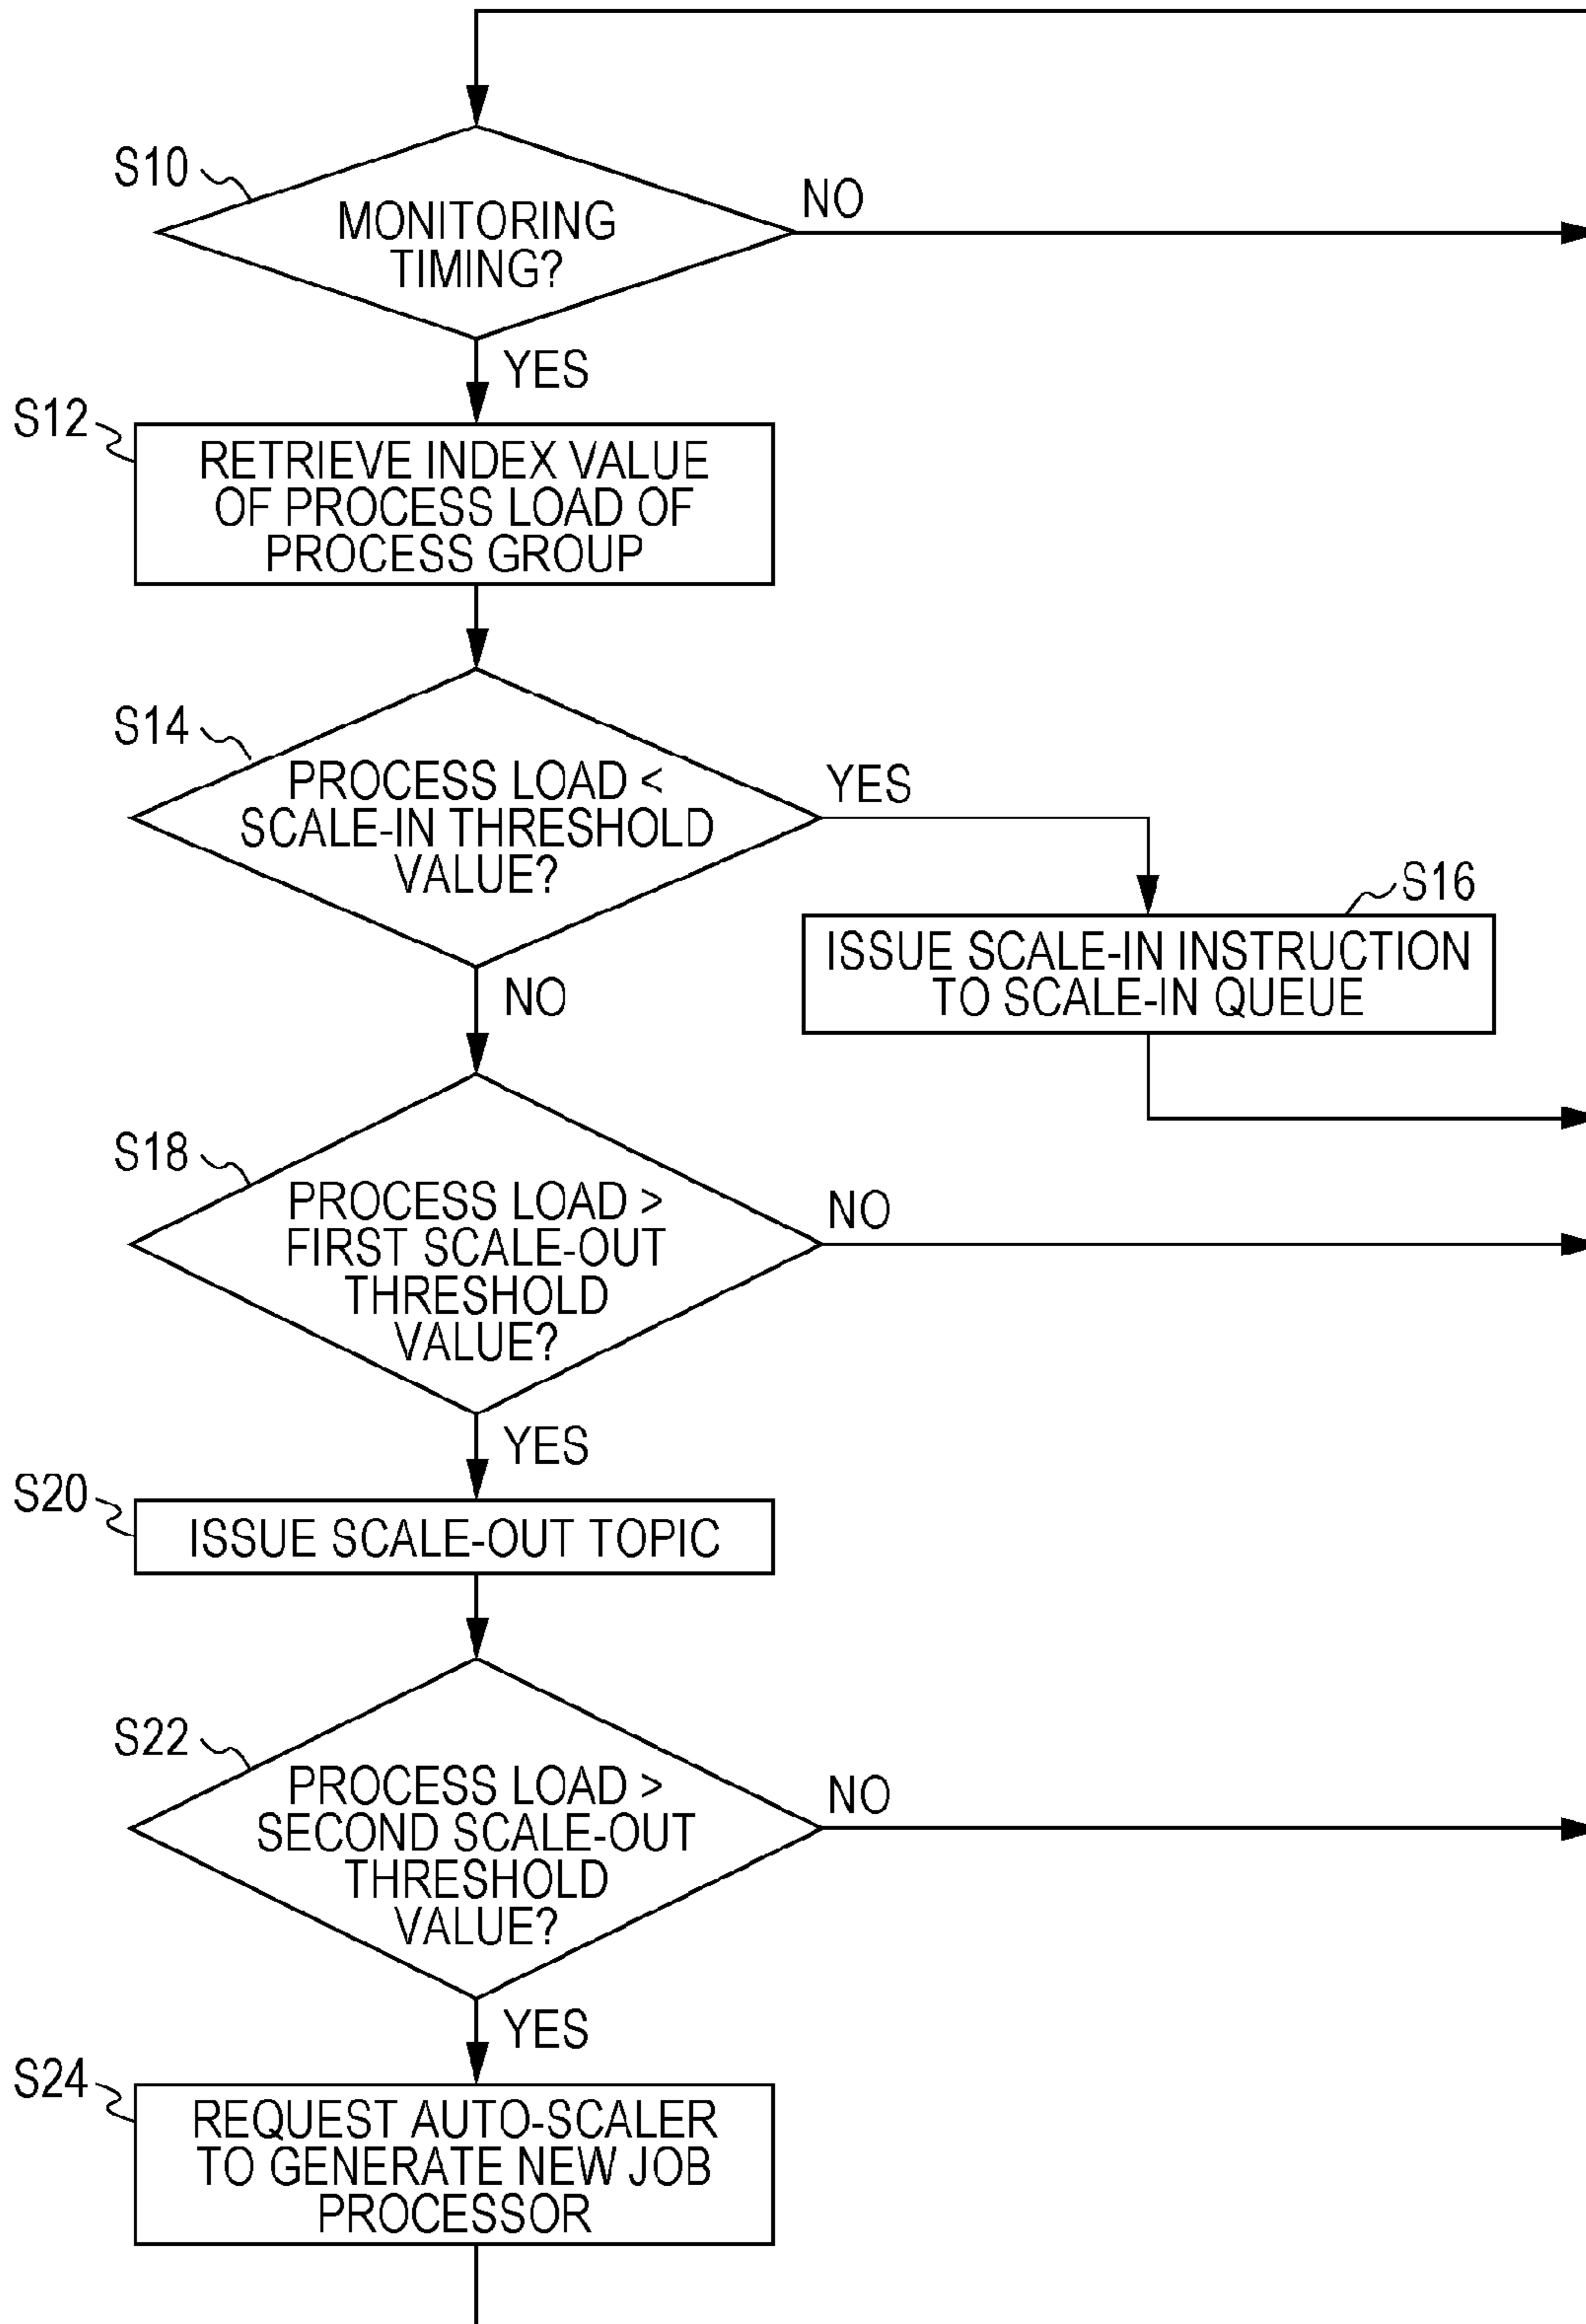 S10
MONITORING
TIMING?
NO
YES
S12
RETRIEVE INDEX VALUE
OF PROCESS LOAD OF
PROCESS GROUP
S14
PROCESS LOAD <
SCALE-IN THRESHOLD
VALUE?
YES
S16
ISSUE SCALE-IN INSTRUCTION
TO SCALE-IN QUEUE
NO
S18
PROCESS LOAD >
FIRST SCALE-OUT
THRESHOLD
VALUE?
NO
YES
S20
ISSUE SCALE-OUT TOPIC
S22
PROCESS LOAD >
SECOND SCALE-OUT
THRESHOLD
VALUE?
NO
YES
S24
REQUEST AUTO-SCALER
TO GENERATE NEW JOB
PROCESSOR